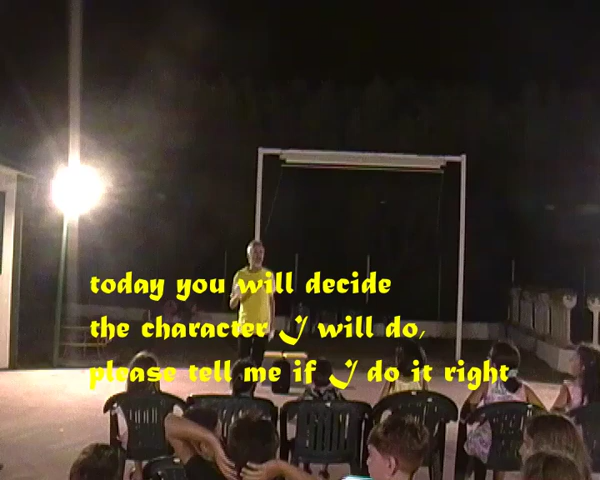 today you will decide
the character I will do,
please tell me if I do it right